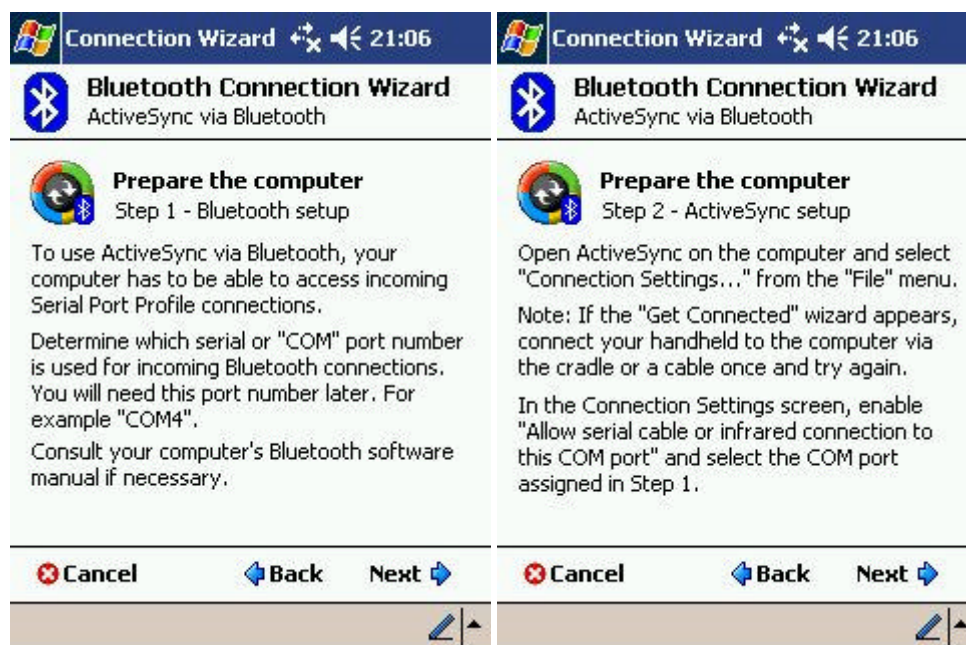 Connection Wizard 21:06
Bluetooth Connection Wizard
ActiveSync via Bluetooth
Prepare the computer
Step 1 - Bluetooth setup
To use ActiveSync via Bluetooth, your
computer has to be able to access incoming
Serial Port Profile connections.
Determine which serial or "COM" port number
is used for incoming Bluetooth connections.
You will need this port number later. For
example "COM4".
Consult your computer's Bluetooth software
manual if necessary.
Cancel Back Next
Connection Wizard 21:06
Bluetooth Connection Wizard
ActiveSync via Bluetooth
Prepare the computer
Step 2 - ActiveSync setup
Open ActiveSync on the computer and select
"Connection Settings..." from the "File" menu.
Note: If the "Get Connected" wizard appears,
connect your handheld to the computer via
the cradle or a cable once and try again.
In the Connection Settings screen, enable
"Allow serial cable or infrared connection to
this COM port" and select the COM port
assigned in Step 1.
Cancel Back Next